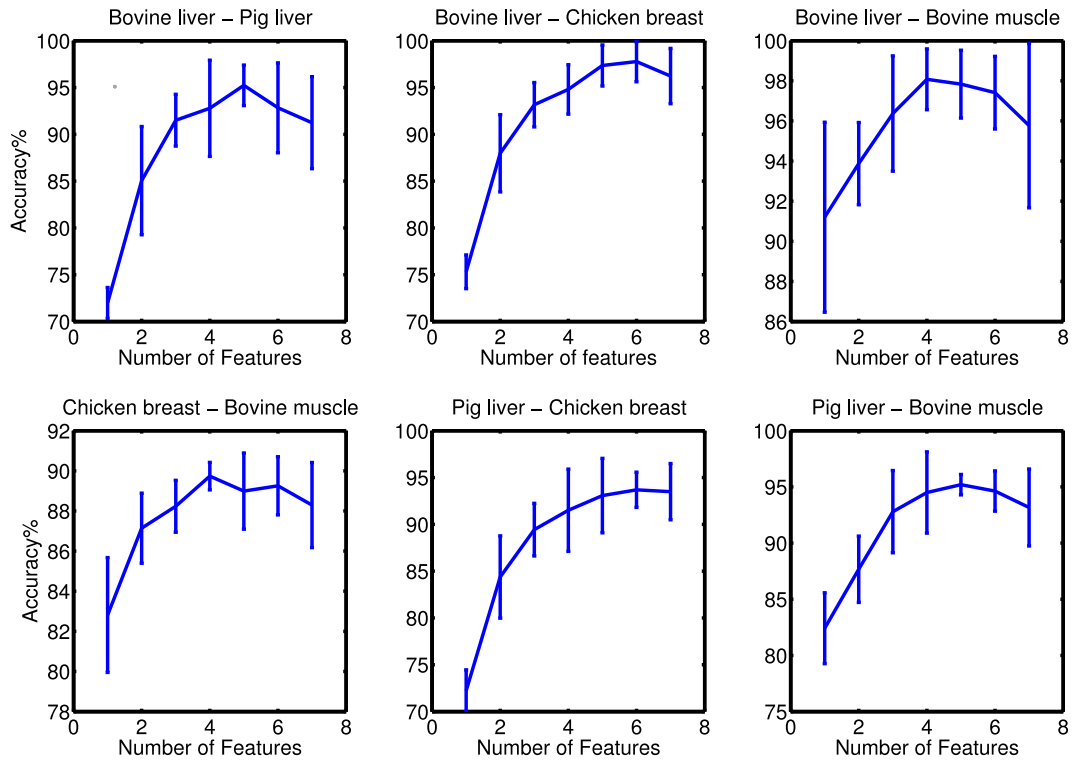 Bovine liver – Pig liver
Accuracy%
100
95
90
85
80
75
70
0 2 4 6 8
Number of Features
Bovine liver – Chicken breast
100
95
90
85
80
75
70
0 2 4 6 8
Number of features
Bovine liver – Bovine muscle
100
98
96
94
92
90
88
86
0 2 4 6 8
Number of Features
Chicken breast – Bovine muscle
Accuracy%
92
90
88
86
84
82
80
78
0 2 4 6 8
Number of Features
Pig liver – Chicken breast
100
95
90
85
80
75
70
0 2 4 6 8
Number of Features
Pig liver – Bovine muscle
100
95
90
85
80
75
0 2 4 6 8
Number of Features